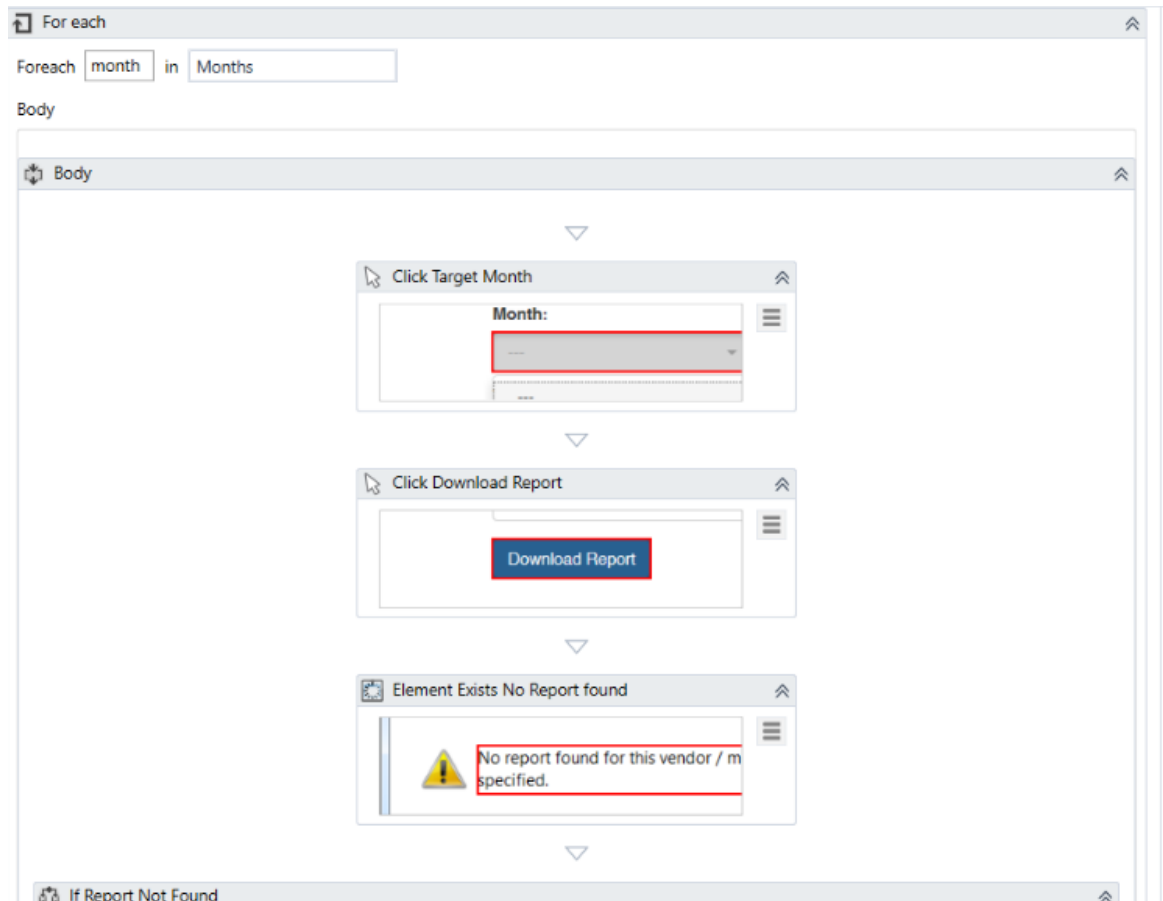 For each
Foreach month in Months
Body
Body
Click Target Month
Month:
---
---
Click Download Report
Download Report
Element Exists No Report found
No report found for this vendor / m
specified.
If Report Not Found